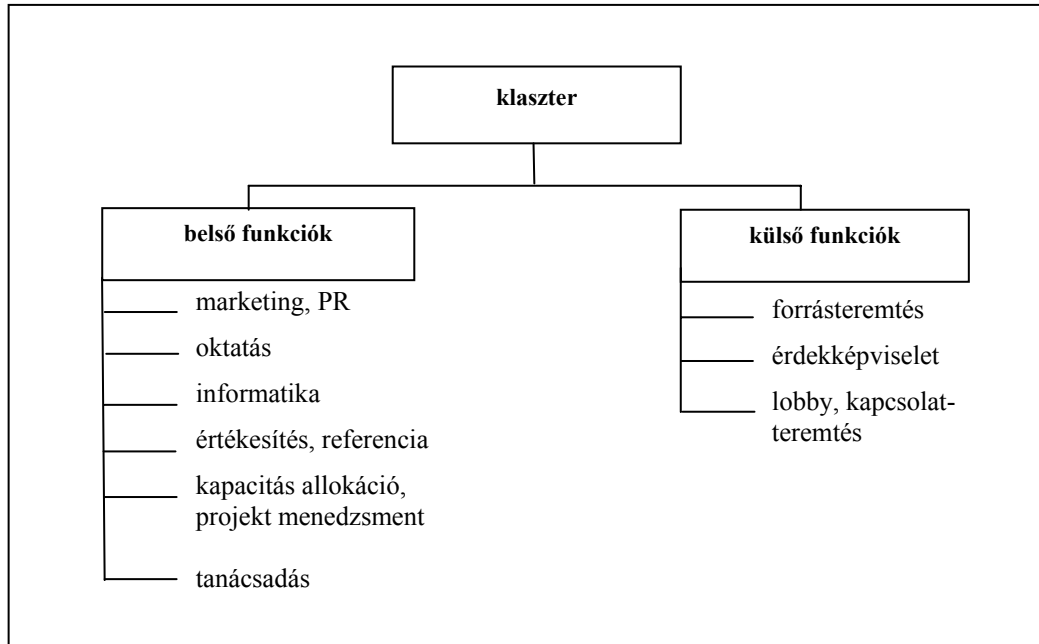 klaszter
belső funkciók
marketing, PR
oktatás
informatika
értékesítés, referencia
kapacitás allokáció,
projekt menedzsment
tanácsadás
külső funkciók
forrásteremtés
érdekképviselet
lobby, kapcsolat-
teremtés